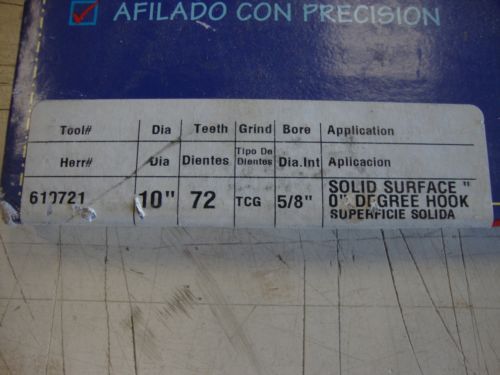 AFILADO CON PRECISION
Tool# Dia Teeth Grind Bore Application
Herr# Dia Dientes Tipo De Dientes Dia.Int Aplicacion
610721 10" 72 TCG 5/8" SOLID SURFACE "
0" DEGREE HOOK
SUPERFICIE SOLIDA